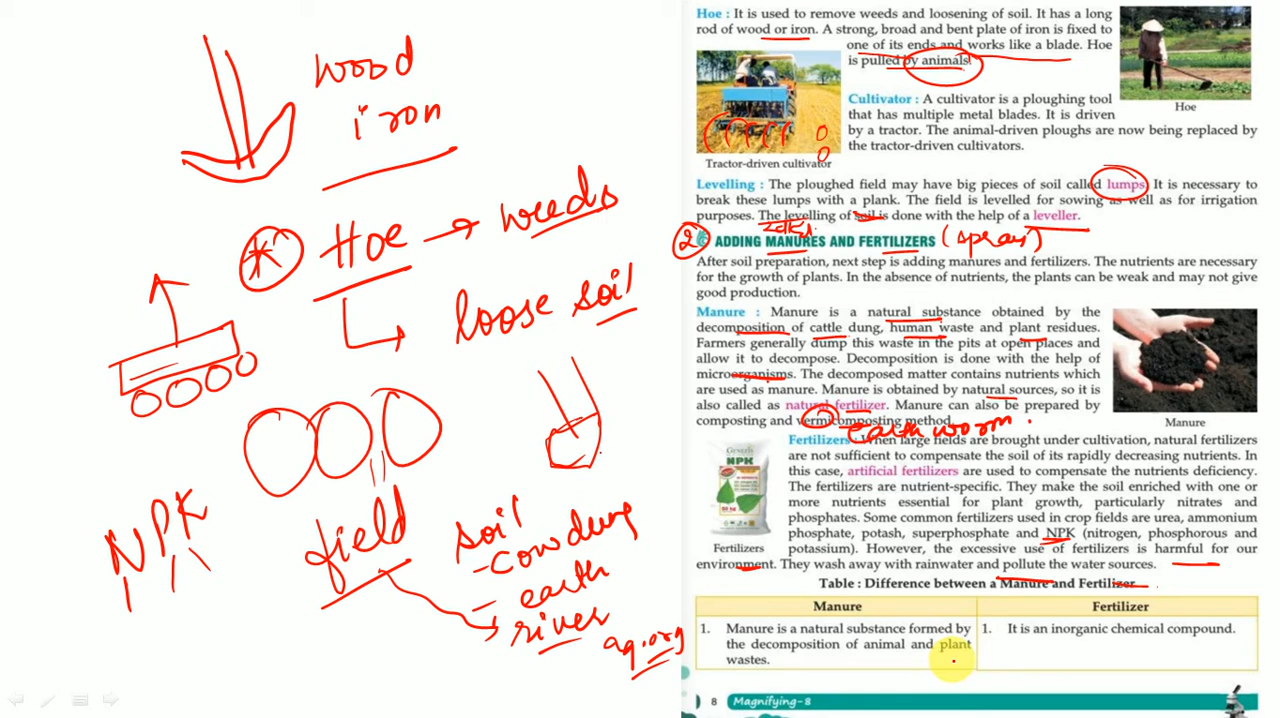 wood
iron
Hoe → weeds
loose soil
NPK
field
soil
- Cow dung
- earth
river
aq. org
Hoe : It is used to remove weeds and loosening of soil. It has a long
rod of wood or iron. A strong, broad and bent plate of iron is fixed to
one of its ends and works like a blade. Hoe
is pulled by animals.
Hoe
Cultivator : A cultivator is a ploughing tool
that has multiple metal blades. It is driven
by a tractor. The animal-driven ploughs are now being replaced by
the tractor-driven cultivators.
Tractor-driven cultivator
Levelling : The ploughed field may have big pieces of soil called lumps. It is necessary to
break these lumps with a plank. The field is levelled for sowing as well as for irrigation
purposes. The levelling of soil is done with the help of a leveller.
2 ADDING MANURES AND FERTILIZERS (spray)
After soil preparation, next step is adding manures and fertilizers. The nutrients are necessary
for the growth of plants. In the absence of nutrients, the plants can be weak and may not give
good production.
Manure : Manure is a natural substance obtained by the
decomposition of cattle dung, human waste and plant residues.
Farmers generally dump this waste in the pits at open places and
allow it to decompose. Decomposition is done with the help of
microorganisms. The decomposed matter contains nutrients which
are used as manure. Manure is obtained by natural sources, so it is
also called as natural fertilizer. Manure can also be prepared by
composting and vermicomposting method.
earth worm.
Manure
Fertilizers : When large fields are brought under cultivation, natural fertilizers
are not sufficient to compensate the soil of its rapidly decreasing nutrients. In
this case, artificial fertilizers are used to compensate the nutrients deficiency.
The fertilizers are nutrient-specific. They make the soil enriched with one or
more nutrients essential for plant growth, particularly nitrates and
phosphates. Some common fertilizers used in crop fields are urea, ammonium
phosphate, potash, superphosphate and NPK (nitrogen, phosphorous and
potassium). However, the excessive use of fertilizers is harmful for our
environment. They wash away with rainwater and pollute the water sources.
NPK
Fertilizers
Table : Difference between a Manure and Fertilizer
Manure
Fertilizer
1. Manure is a natural substance formed by
the decomposition of animal and plant
wastes.
1. It is an inorganic chemical compound.
8 Magnifying-8